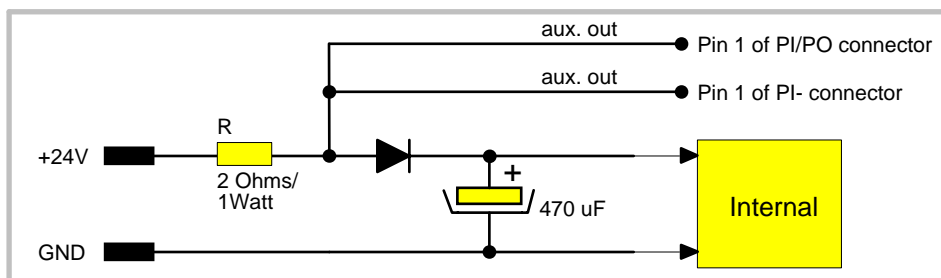 aux. out
Pin 1 of PI/PO connector
aux. out
Pin 1 of PI- connector
R
+24V
2 Ohms/
1Watt
+
470 uF
Internal
GND